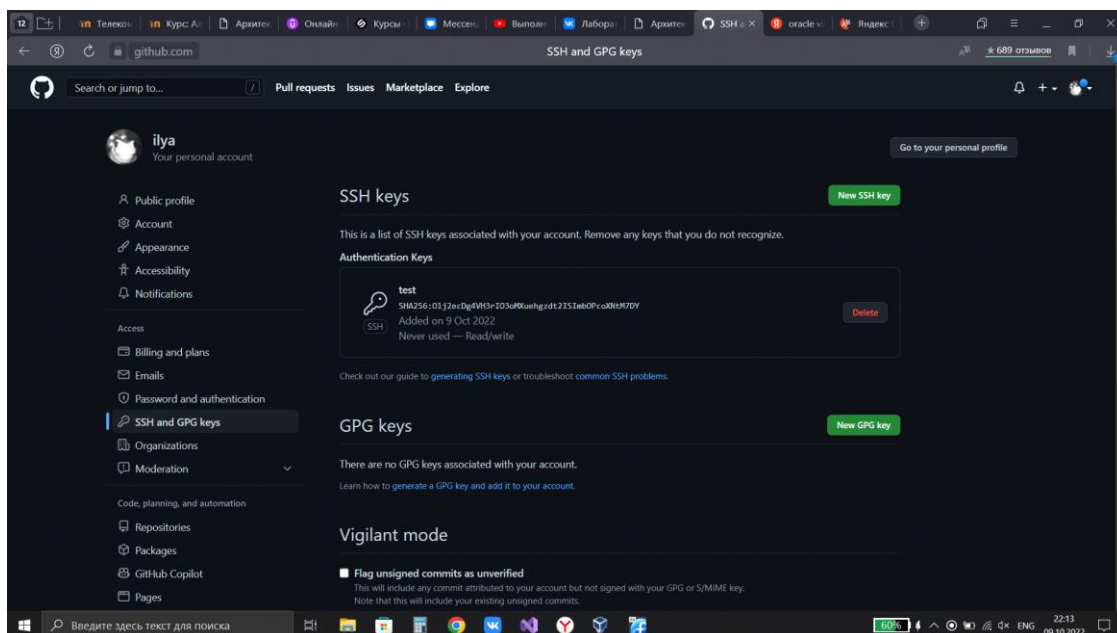 12 in Телекон in Курс: Ал Архитек Онлайн Курсы - Мессенд Выполн Лабора Архитек SSH a oracle vi Яндекс
github.com SSH and GPG keys 689 отзывов
Search or jump to... / Pull requests Issues Marketplace Explore
ilya
Your personal account
Go to your personal profile
Public profile
Account
Appearance
Accessibility
Notifications
Access
Billing and plans
Emails
Password and authentication
SSH and GPG keys
Organizations
Moderation
Code, planning, and automation
Repositories
Packages
GitHub Copilot
Pages
SSH keys
New SSH key
This is a list of SSH keys associated with your account. Remove any keys that you do not recognize.
Authentication Keys
test
SSH
Added on 9 Oct 2022
Never used — Read/write
Delete
Check out our guide to generating SSH keys or troubleshoot common SSH problems.
GPG keys
New GPG key
There are no GPG keys associated with your account.
Learn how to generate a GPG key and add it to your account.
Vigilant mode
Flag unsigned commits as unverified
This will include any commit attributed to your account but not signed with your GPG or S/MIME key.
Note that this will include your existing unsigned commits.
Введите здесь текст для поиска
60% ENG 22:13
09.10.2022